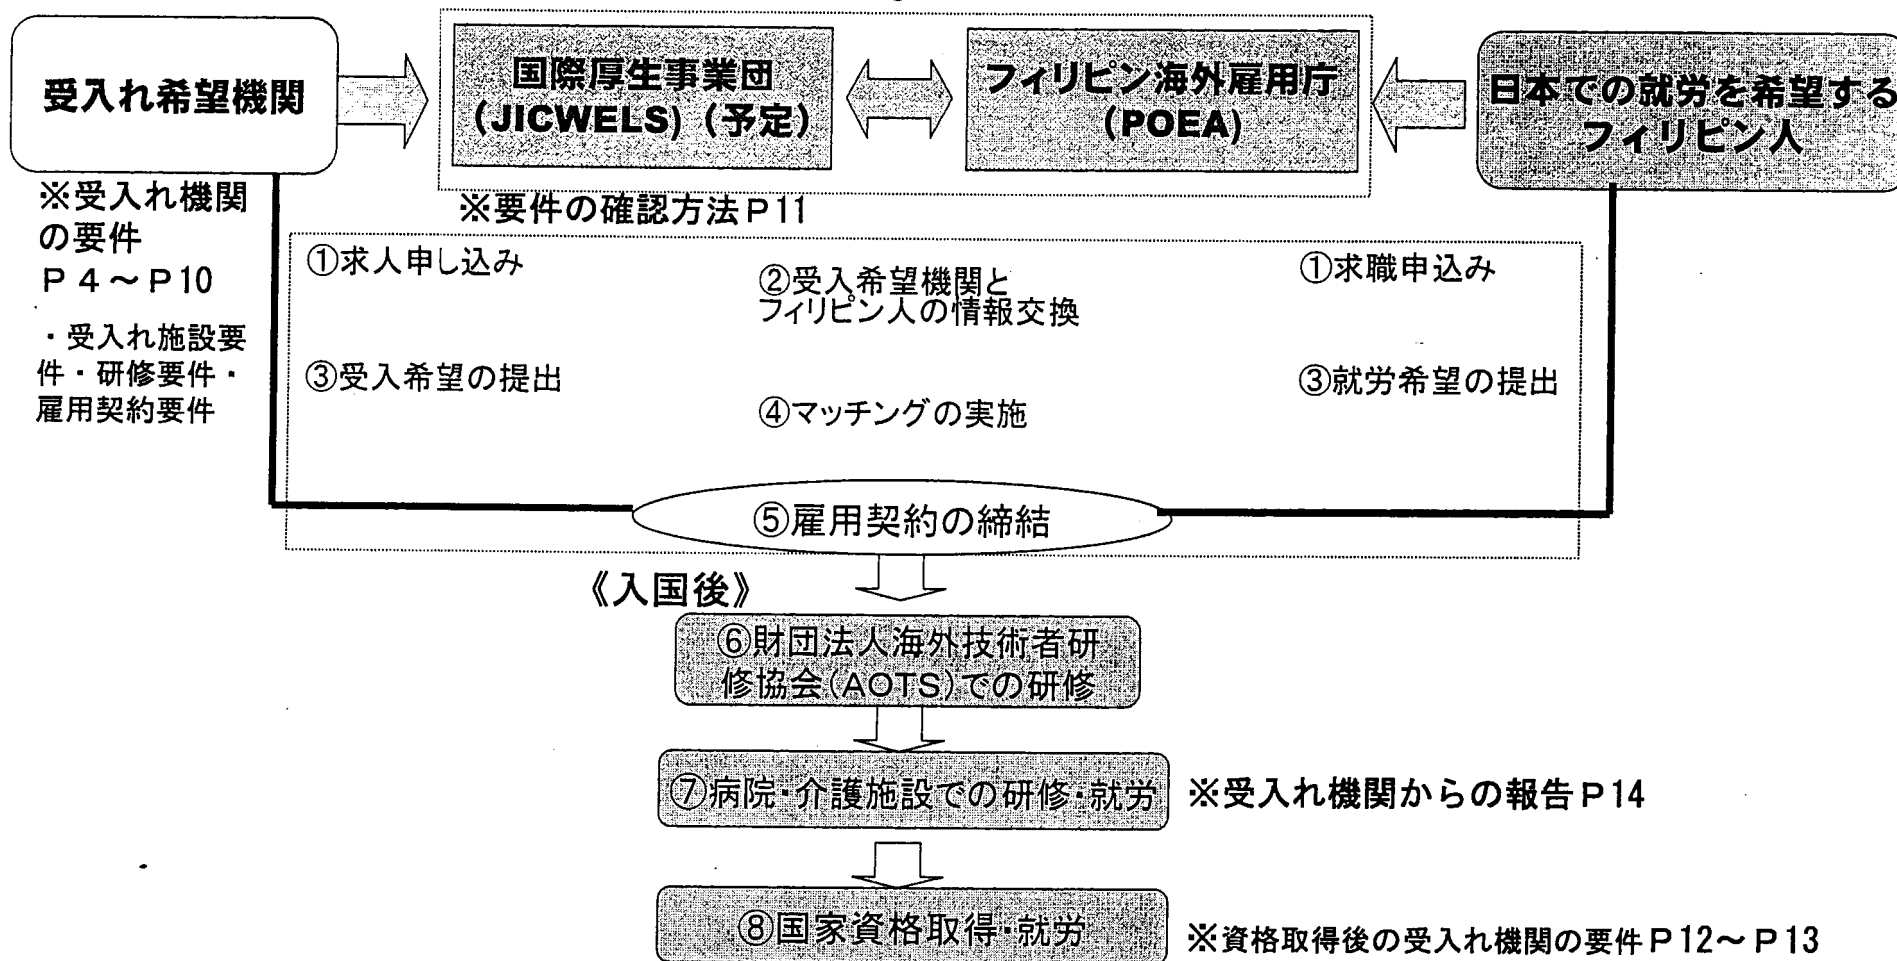 受入れ希望機関
国際厚生事業団
(JICWELS)(予定)
フィリピン海外雇用庁
(POEA)
日本での就労を希望する
フィリピン人
※受入れ機関
の要件
P4～P10
・受入れ施設要
件・研修要件・
雇用契約要件
※要件の確認方法P11
①求人申し込み
②受入希望機関と
フィリピン人の情報交換
①求職申込み
③受入希望の提出
④マッチングの実施
③就労希望の提出
⑤雇用契約の締結
《入国後》
⑥財団法人海外技術者研
修協会(AOTS)での研修
⑦病院・介護施設での研修・就労
※受入れ機関からの報告P14
⑧国家資格取得・就労
※資格取得後の受入れ機関の要件P12～P13